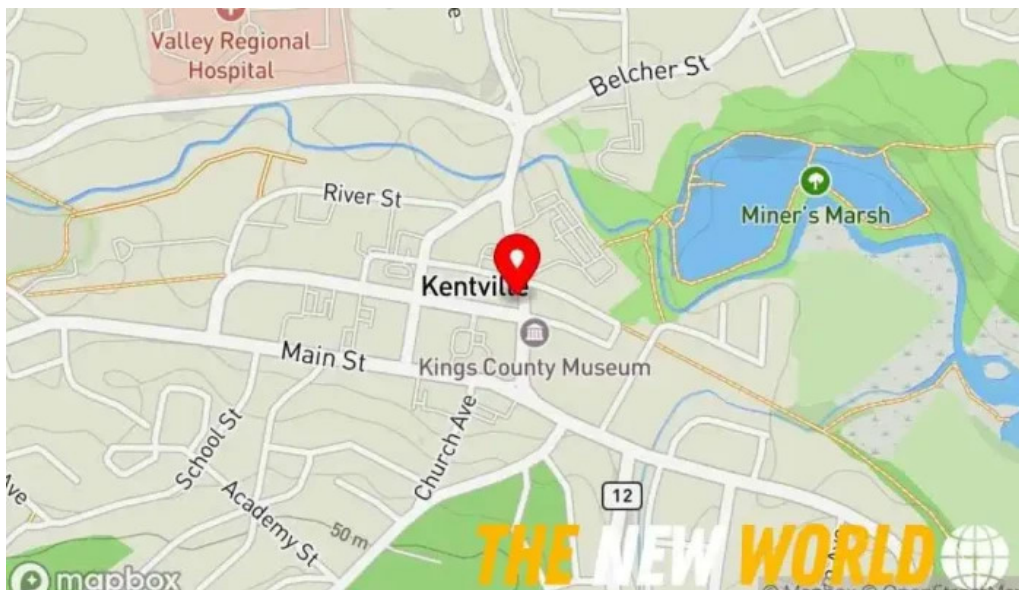 Valley Regional
Hospital
Belcher St
River St
Miner's Marsh
Kentville
Main St
Kings County Museum
School St
Church Ave
Academy St
Ave
12
50 m
THE NEW WORLD
mapbox